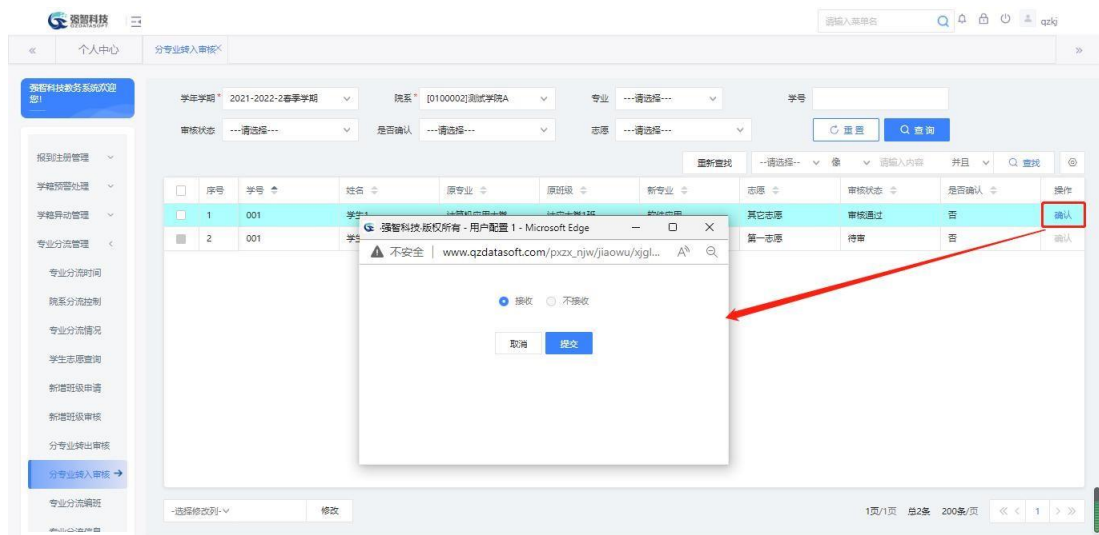 强智科技
QZDATASOFT
请输入菜单名
qzkj
«
个人中心
分专业转入审核×
»
强智科技教务系统欢迎
您!
学年学期* 2021-2022-2春季学期
院系* [0100002]测试学院A
专业 ---请选择---
学号
审核状态 ---请选择---
是否确认 ---请选择---
志愿 ---请选择---
重置
查询
重新查找 --请选择-- 像 请输入内容 并且 查找
报到注册管理
学籍预警处理
学籍异动管理
专业分流管理
专业分流时间
院系分流控制
专业分流情况
学生志愿查询
新增班级申请
新增班级审核
分专业转出审核
分专业转入审核
专业分流编班
序号 学号 姓名 原专业 原班级 新专业 志愿 审核状态 是否确认 操作
1 001 学生1 其它志愿 审核通过 否 确认
2 001 第一志愿 待审 否 确认
强智科技·版权所有 - 用户配置 1 - Microsoft Edge
不安全 | www.qzdatasoft.com/pxzx_njw/jiaowu/xjgl...
接收 不接收
取消 提交
-选择修改列- 修改
1页/1页 总2条 200条/页 1